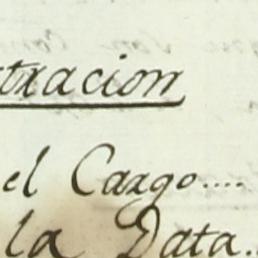 tracion
el Cargo....
la Data.